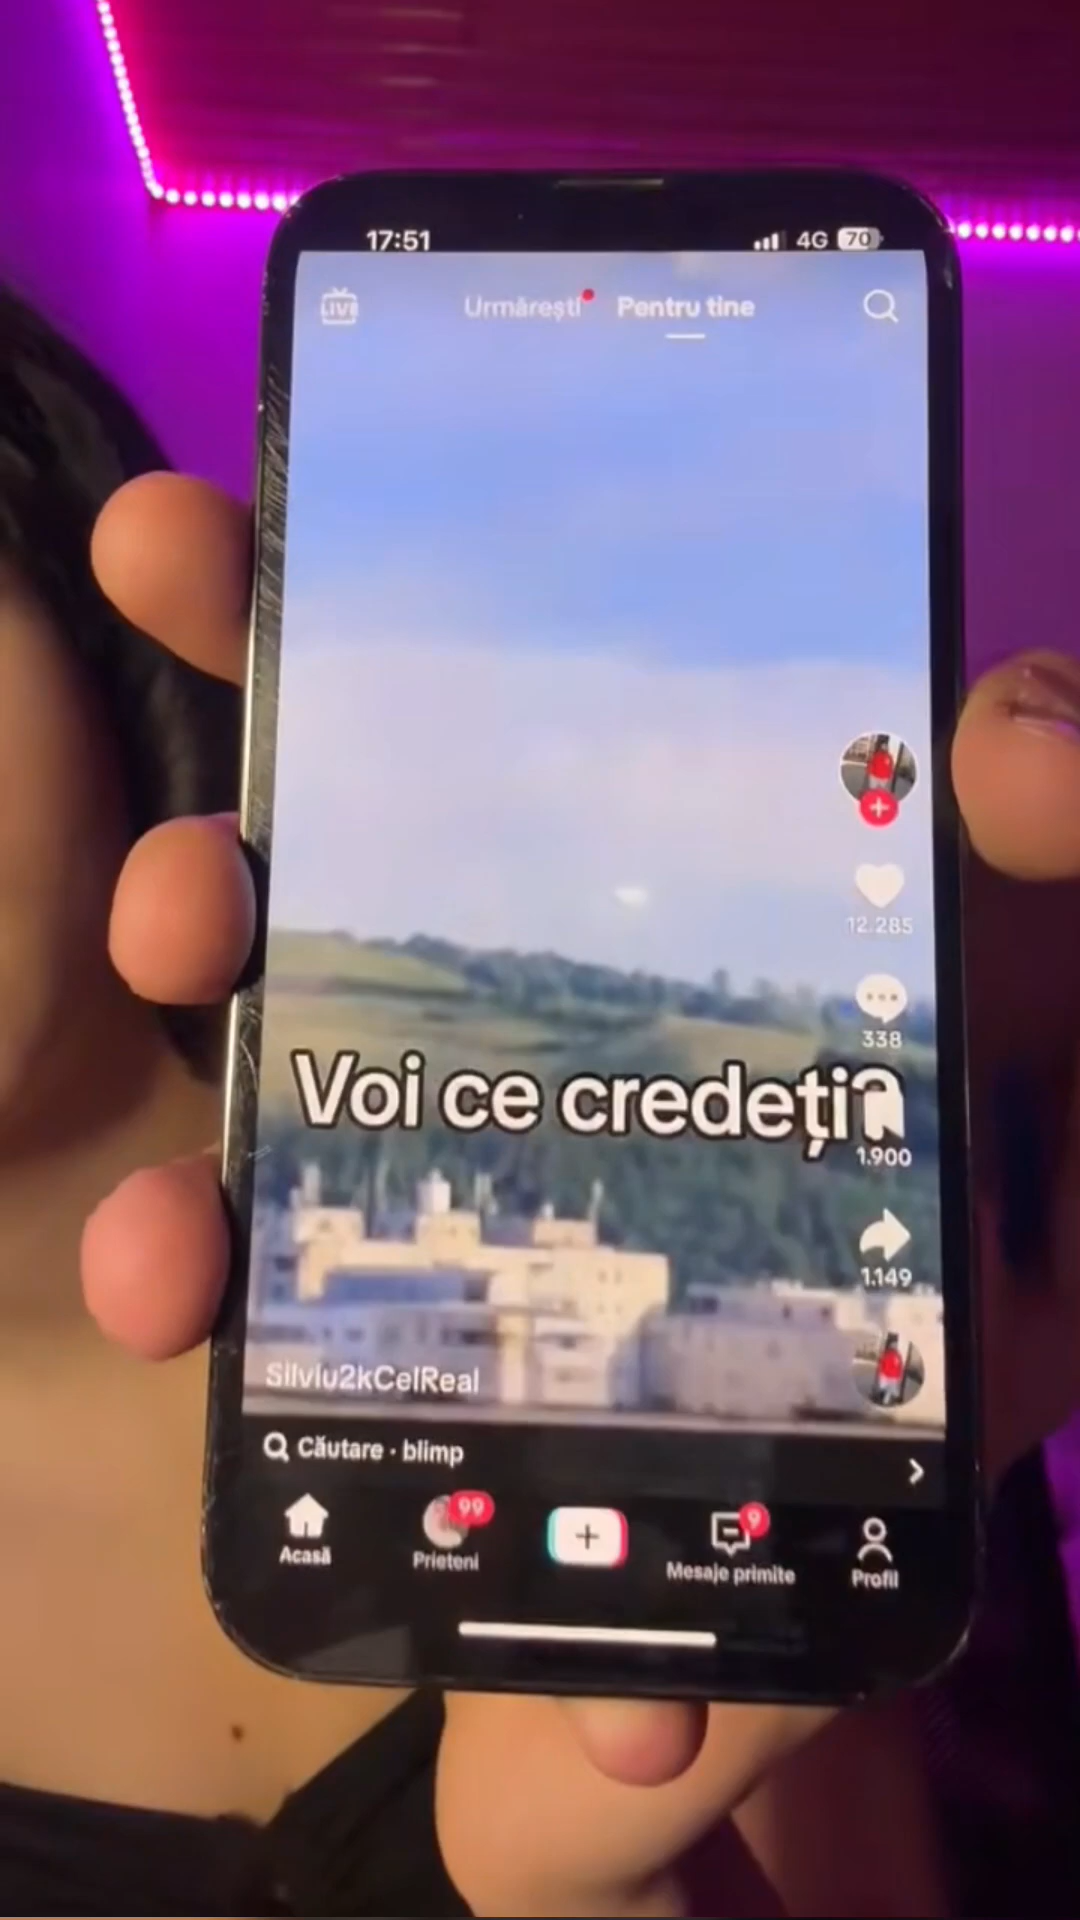 17:51 4G 70
LIVE Urmărești Pentru tine
12.285
338
Voi ce credeți?
1.900
1.149
Silviu2kCelReal
Căutare · blimp
99 9
Acasă Prieteni Mesaje primite Profil